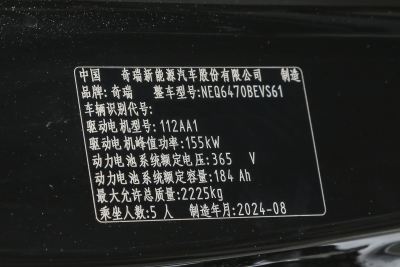 中国 奇瑞新能源汽车股份有限公司 制造
品牌: 奇瑞 整车型号:NEQ6470BEVS61
车辆识别代号:
驱动电机型号:112AA1
驱动电机峰值功率:155kW
动力电池系统额定电压:365 V
动力电池系统额定容量:184 Ah
最大允许总质量:2225kg
乘坐人数:5 人 制造年月:2024-08